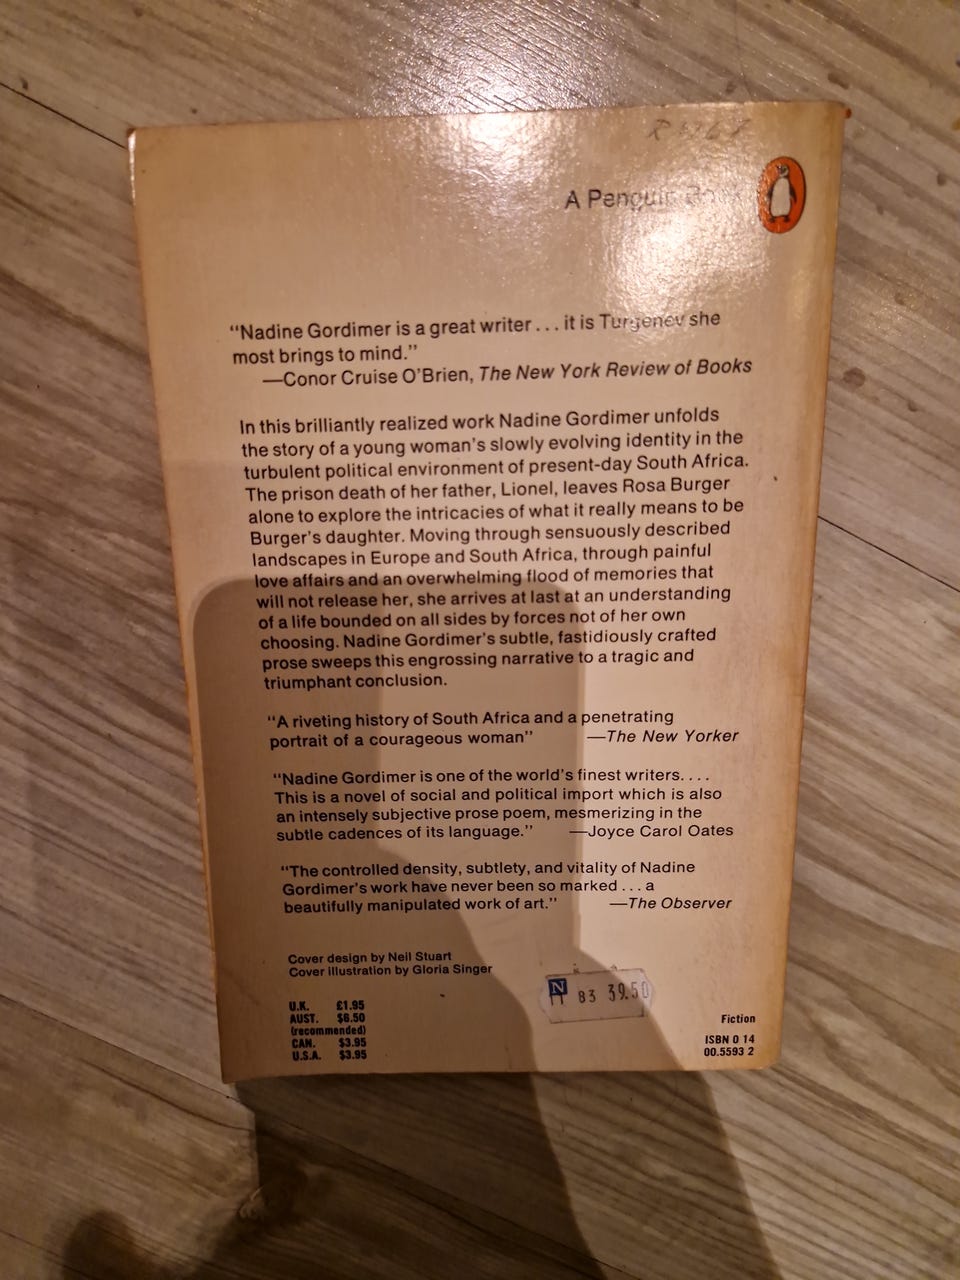 A Penguin Book
“Nadine Gordimer is a great writer . . . it is Turgenev she
most brings to mind.”
—Conor Cruise O'Brien, The New York Review of Books
In this brilliantly realized work Nadine Gordimer unfolds
the story of a young woman's slowly evolving identity in the
turbulent political environment of present-day South Africa.
The prison death of her father, Lionel, leaves Rosa Burger
alone to explore the intricacies of what it really means to be
Burger's daughter. Moving through sensuously described
landscapes in Europe and South Africa, through painful
love affairs and an overwhelming flood of memories that
will not release her, she arrives at last at an understanding
of a life bounded on all sides by forces not of her own
choosing. Nadine Gordimer's subtle, fastidiously crafted
prose sweeps this engrossing narrative to a tragic and
triumphant conclusion.
“A riveting history of South Africa and a penetrating
portrait of a courageous woman” —The New Yorker
“Nadine Gordimer is one of the world's finest writers. . . .
This is a novel of social and political import which is also
an intensely subjective prose poem, mesmerizing in the
subtle cadences of its language.” —Joyce Carol Oates
“The controlled density, subtlety, and vitality of Nadine
Gordimer's work have never been so marked . . . a
beautifully manipulated work of art.” —The Observer
Cover design by Neil Stuart
Cover illustration by Gloria Singer
N
83 39.50
U.K. £1.95
AUST. $6.50
(recommended)
CAN. $3.95
U.S.A. $3.95
Fiction
ISBN 0 14
00.5593 2